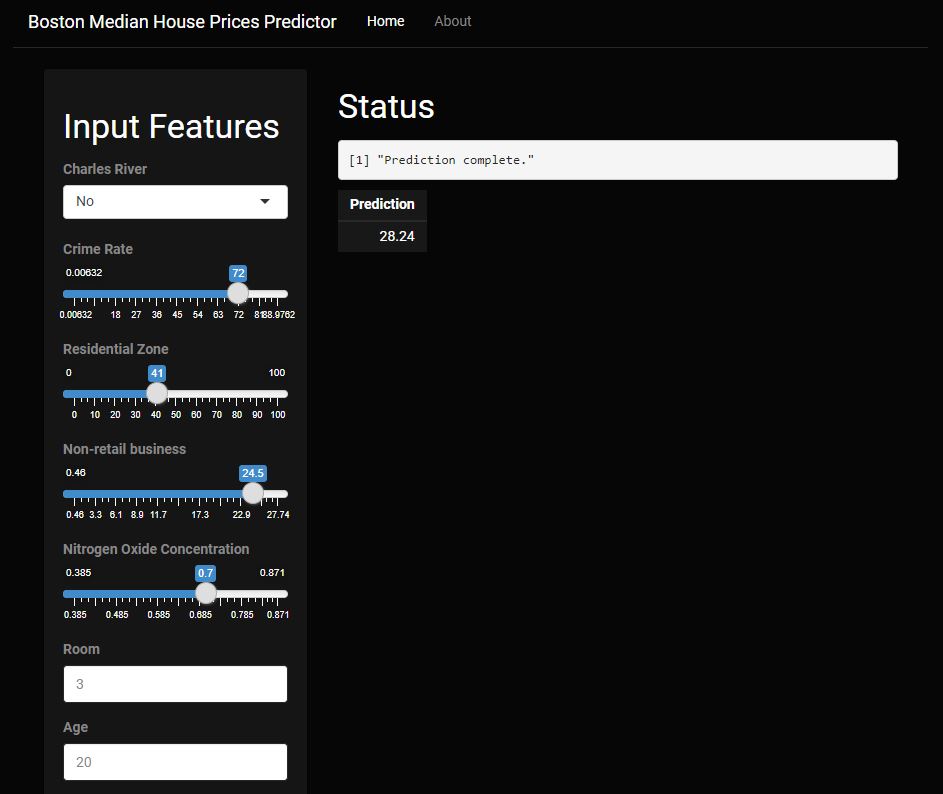 Boston Median House Prices Predictor Home About
Input Features
Charles River
No
Crime Rate
0.00632 72
0.00632 18 27 36 45 54 63 72 81 88.9762
Residential Zone
0 41 100
0 10 20 30 40 50 60 70 80 90 100
Non-retail business
0.46 24.5
0.46 3.3 6.1 8.9 11.7 17.3 22.9 27.74
Nitrogen Oxide Concentration
0.385 0.7 0.871
0.385 0.485 0.585 0.685 0.785 0.871
Room
3
Age
20
Status
[1] "Prediction complete."
Prediction
28.24